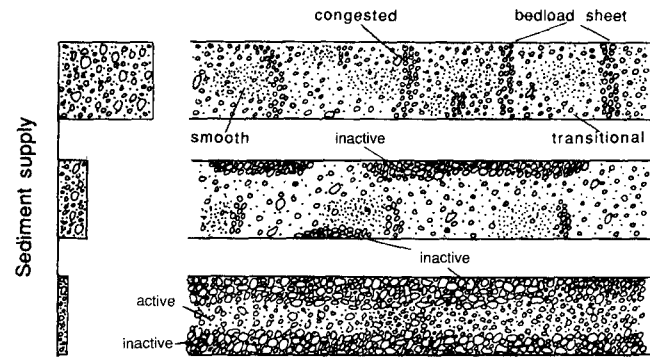 congested
bedload sheet
smooth
inactive
transitional
Sediment supply
inactive
active
inactive